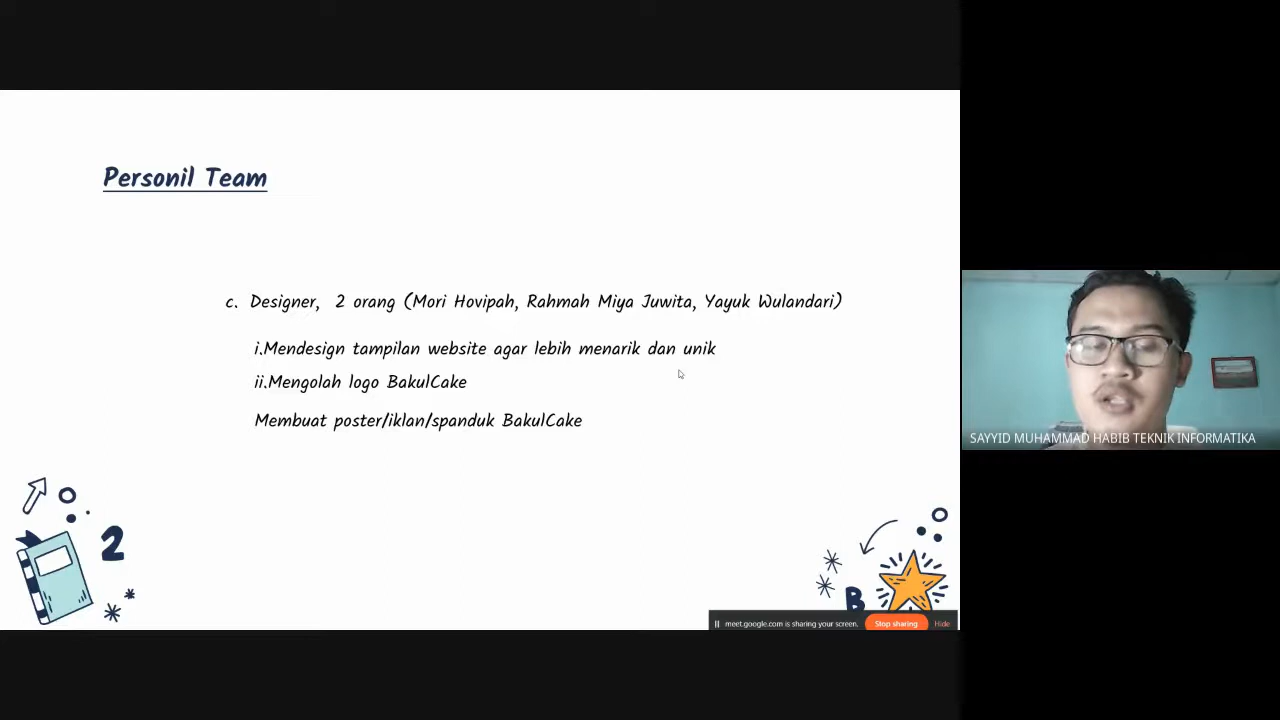 Personil Team
c. Designer, 2 orang (Mori Hovipah, Rahmah Miya Juwita, Yayuk Wulandari)
i.Mendesign tampilan website agar lebih menarik dan unik
ii.Mengolah logo BakulCake
Membuat poster/iklan/spanduk BakulCake
2
B
meet.google.com is sharing your screen. Stop sharing Hide
SAYYID MUHAMMAD HABIB TEKNIK INFORMATIKA